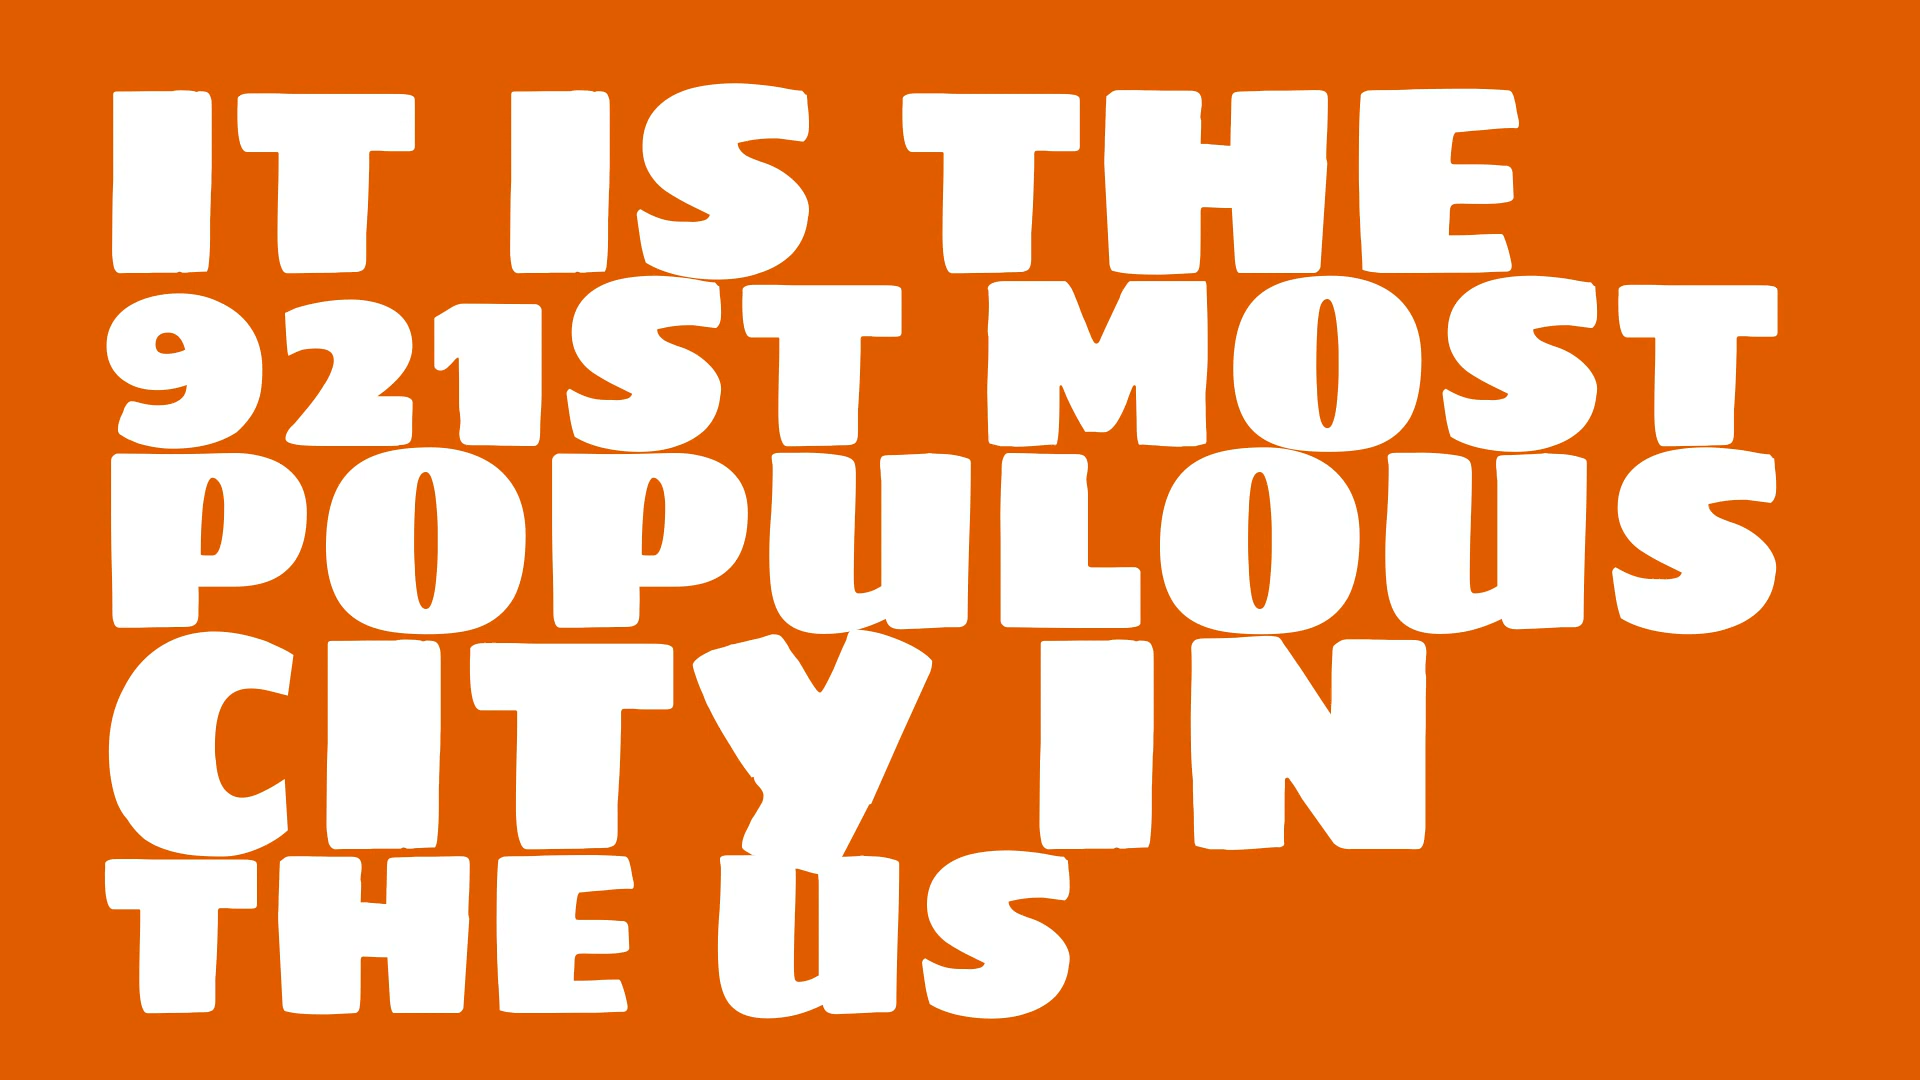 IT IS THE
921ST MOST
POPULOUS
CITY IN
THE US